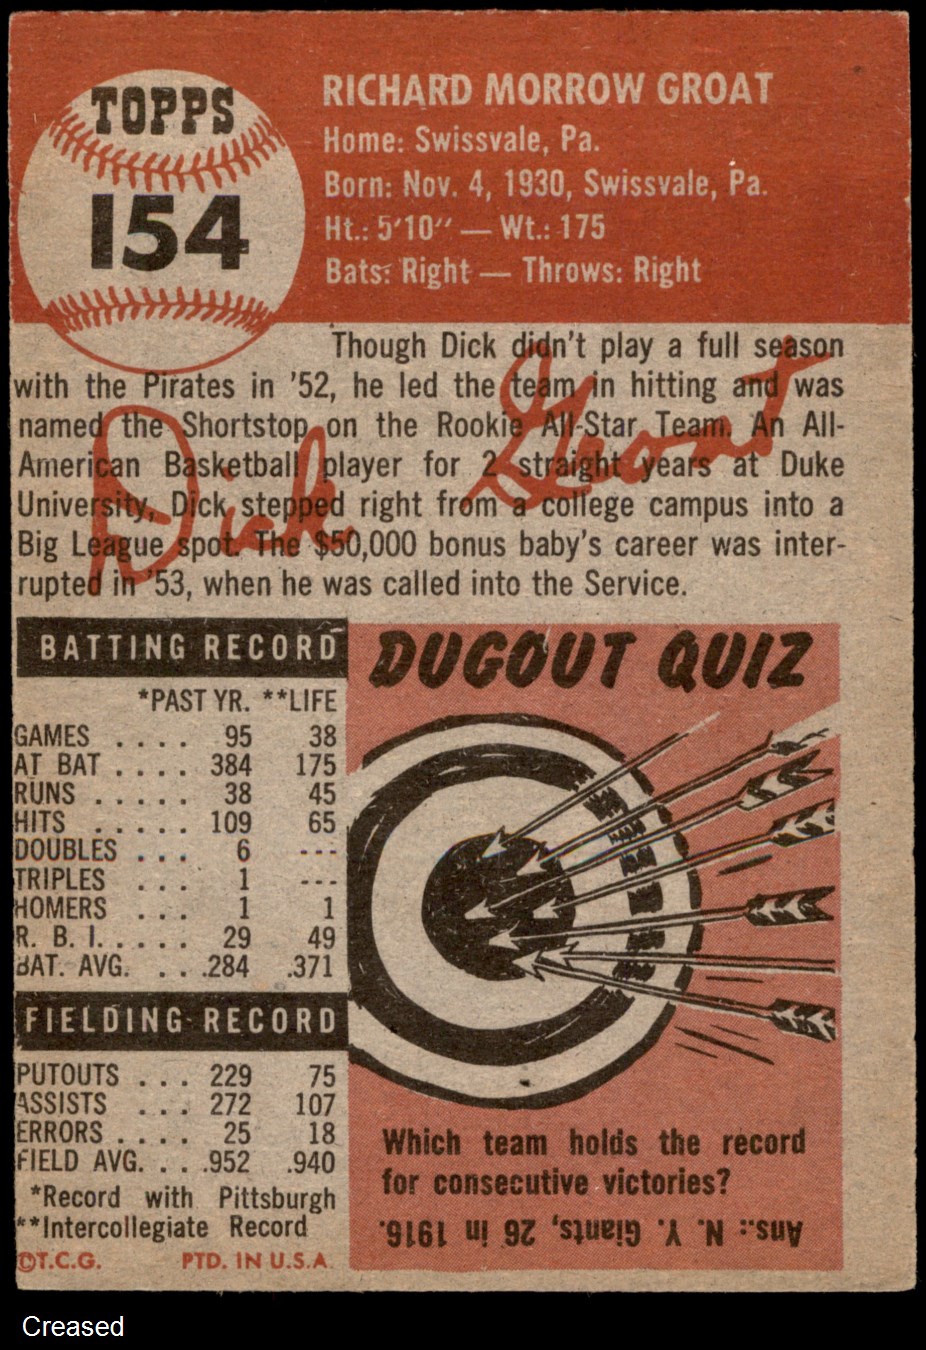 TOPPS
154
RICHARD MORROW GROAT
Home: Swissvale, Pa.
Born: Nov. 4, 1930, Swissvale, Pa.
Ht.: 5'10" — Wt.: 175
Bats: Right — Throws: Right
Though Dick didn't play a full season
with the Pirates in '52, he led the team in hitting and was
named the Shortstop on the Rookie All-Star Team. An All-
American Basketball player for 2 straight years at Duke
University, Dick stepped right from a college campus into a
Big League spot. The $50,000 bonus baby's career was inter-
rupted in '53, when he was called into the Service.
Dick Groat
BATTING RECORD
*PAST YR. **LIFE
GAMES . . . . 95 38
AT BAT . . . . 384 175
RUNS . . . . . 38 45
HITS . . . . . 109 65
DOUBLES . . . 6 ---
TRIPLES . . . 1 ---
HOMERS . . . 1 1
R. B. I. . . . . 29 49
BAT. AVG. . . .284 .371
FIELDING RECORD
PUTOUTS . . . 229 75
ASSISTS . . . 272 107
ERRORS . . . . 25 18
FIELD AVG. . . .952 .940
*Record with Pittsburgh
**Intercollegiate Record
©T.C.G. PTD. IN U.S.A.
DUGOUT QUIZ
Which team holds the record
for consecutive victories?
Ans.: N. Y. Giants, 26 in 1916.
Creased